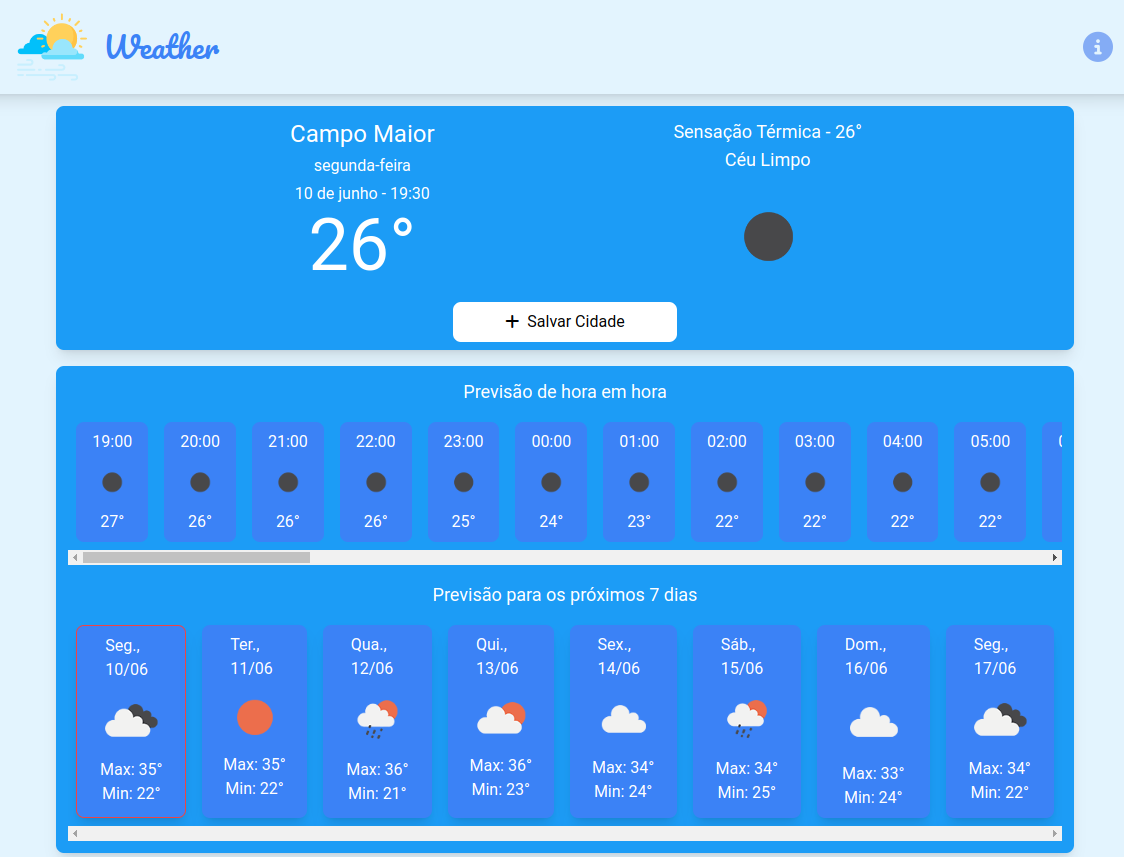 Weather
Campo Maior
segunda-feira
10 de junho - 19:30
26°
Sensação Térmica - 26°
Céu Limpo
+ Salvar Cidade
Previsão de hora em hora
19:00 20:00 21:00 22:00 23:00 00:00 01:00 02:00 03:00 04:00 05:00
27° 26° 26° 26° 25° 24° 23° 22° 22° 22° 22°
Previsão para os próximos 7 dias
Seg., Ter., Qua., Qui., Sex., Sáb., Dom., Seg.,
10/06 11/06 12/06 13/06 14/06 15/06 16/06 17/06
Max: 35° Max: 35° Max: 36° Max: 36° Max: 34° Max: 34° Max: 33° Max: 34°
Min: 22° Min: 22° Min: 21° Min: 23° Min: 24° Min: 25° Min: 24° Min: 22°